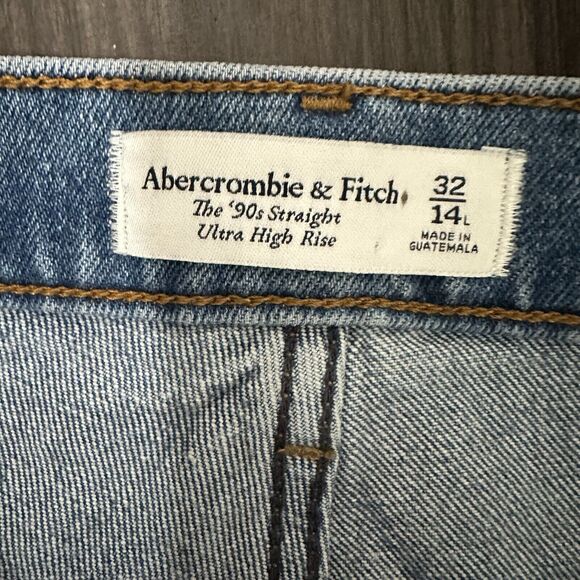 Abercrombie & Fitch
The ‘90s Straight
Ultra High Rise
32
14L
MADE IN
GUATEMALA